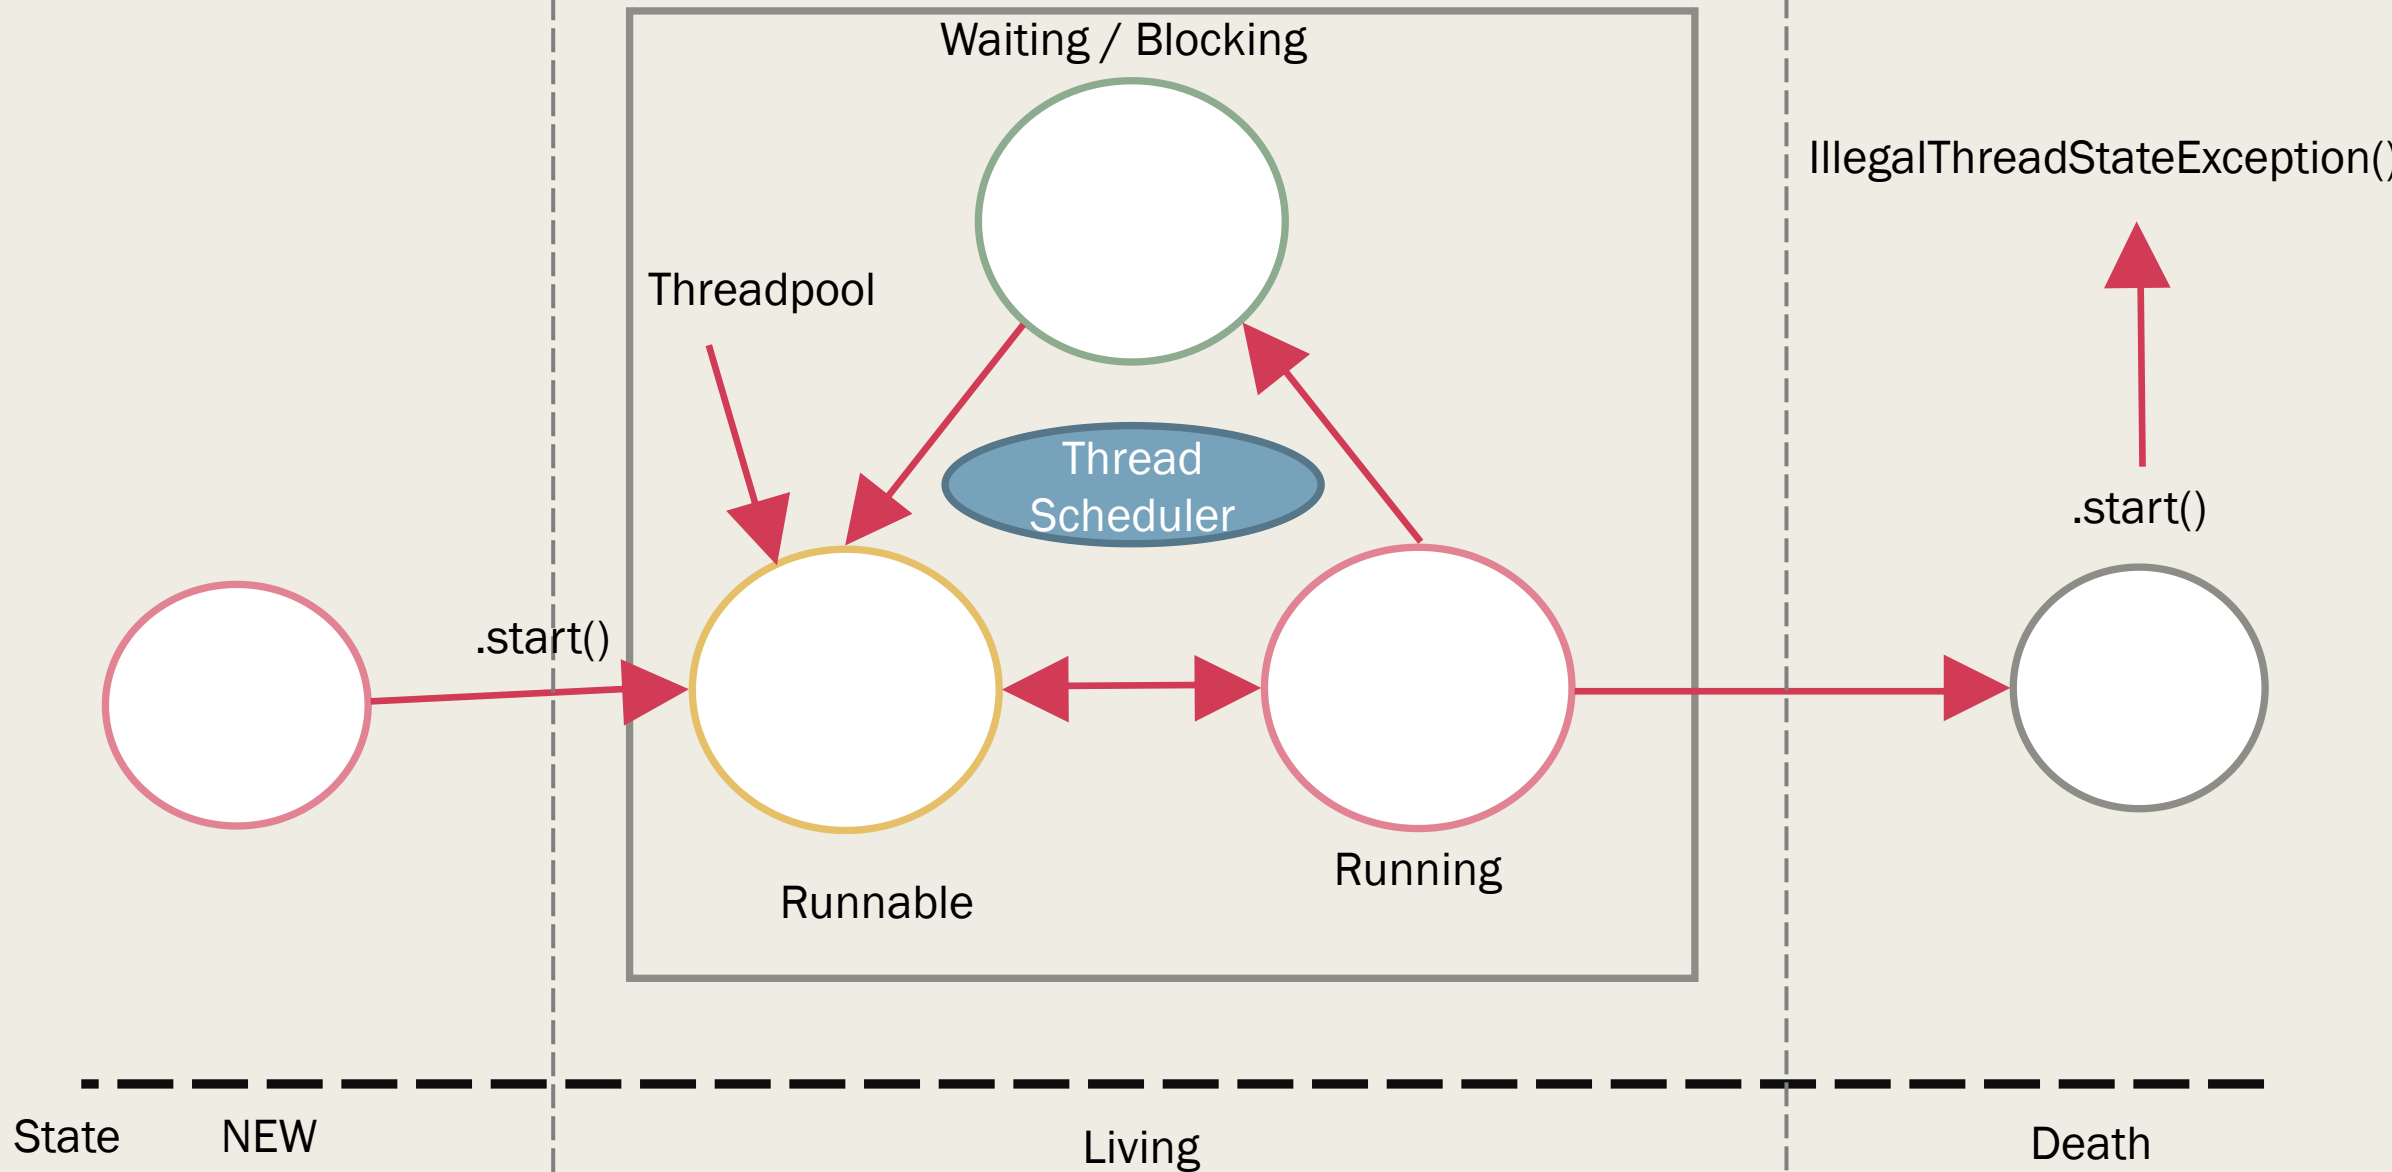 Waiting / Blocking
IllegalThreadStateException()
Threadpool
Thread
Scheduler
.start()
.start()
Running
Runnable
State
NEW
Living
Death